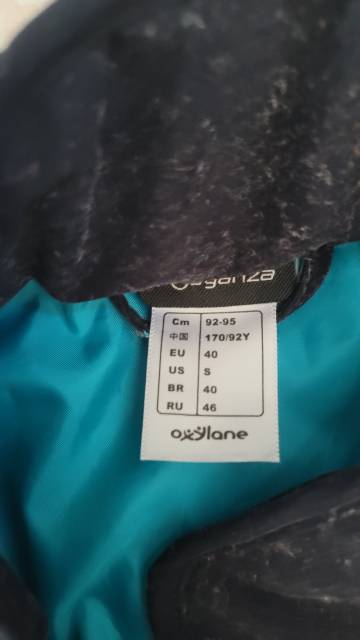 Cm 92-95
中国 170/92Y
EU 40
US S
BR 40
RU 46
oxylane